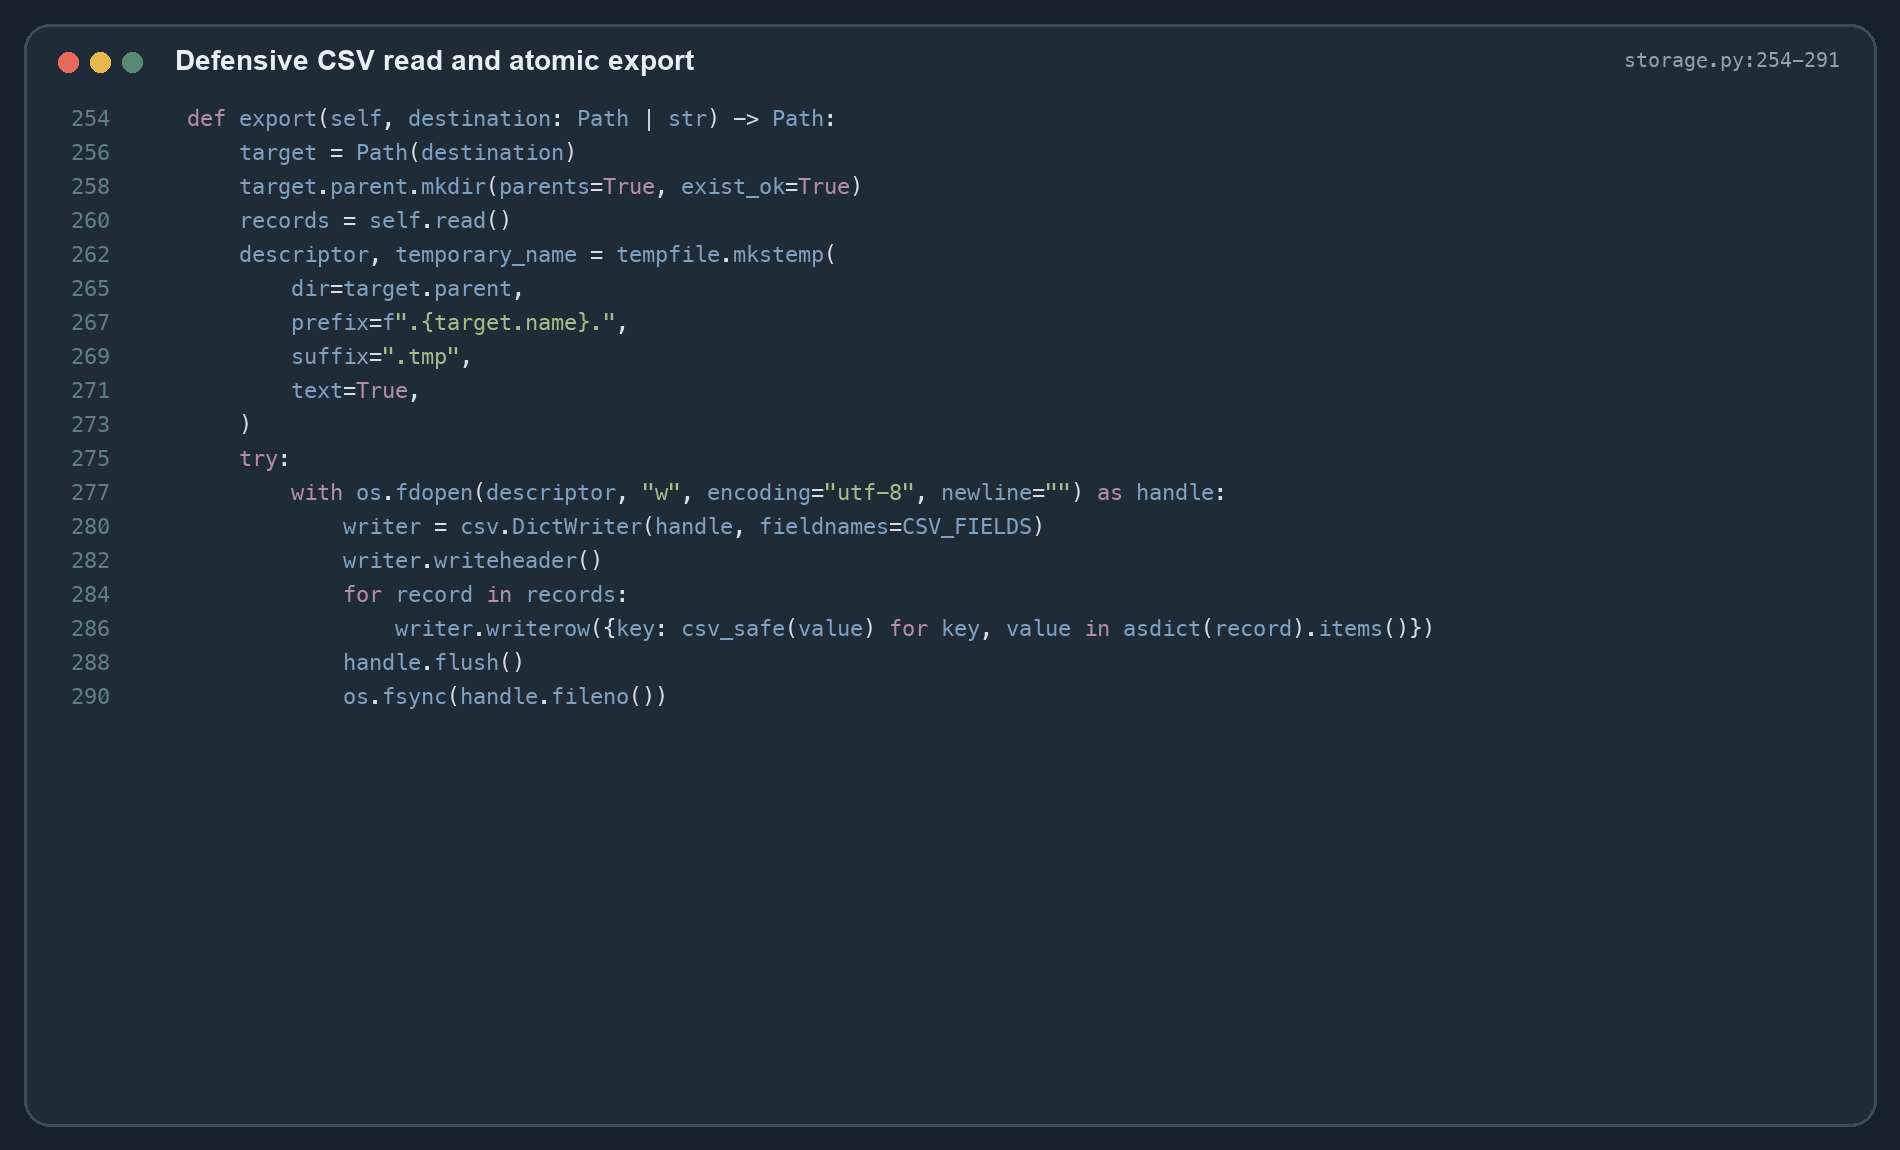 Defensive CSV read and atomic export
storage.py:254–291
254 def export(self, destination: Path | str) -> Path:
256 target = Path(destination)
258 target.parent.mkdir(parents=True, exist_ok=True)
260 records = self.read()
262 descriptor, temporary_name = tempfile.mkstemp(
265 dir=target.parent,
267 prefix=f".{target.name}.",
269 suffix=".tmp",
271 text=True,
273 )
275 try:
277 with os.fdopen(descriptor, "w", encoding="utf-8", newline="") as handle:
280 writer = csv.DictWriter(handle, fieldnames=CSV_FIELDS)
282 writer.writeheader()
284 for record in records:
286 writer.writerow({key: csv_safe(value) for key, value in asdict(record).items()})
288 handle.flush()
290 os.fsync(handle.fileno())